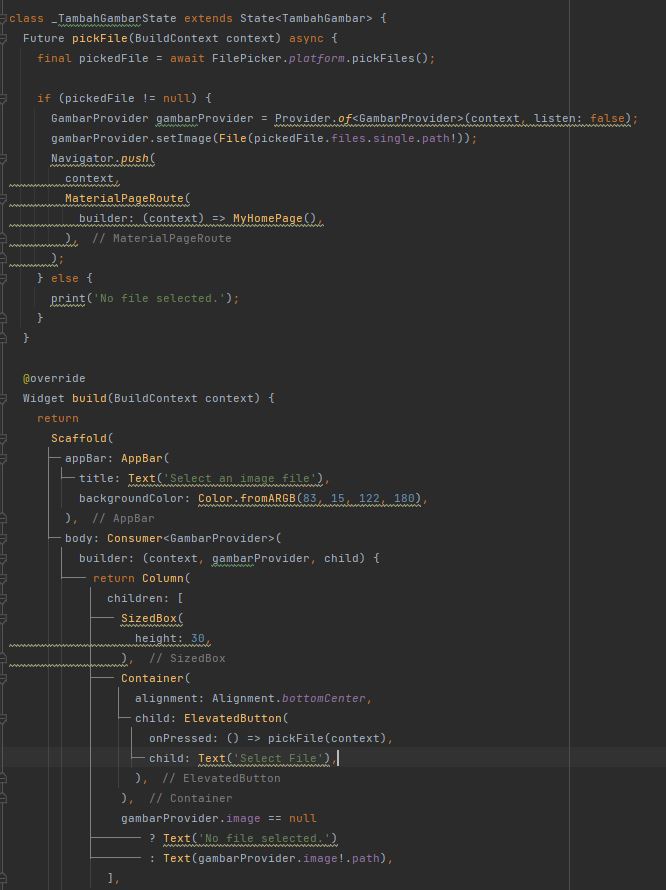 class _TambahGambarState extends State<TambahGambar> {
  Future pickFile(BuildContext context) async {
    final pickedFile = await FilePicker.platform.pickFiles();

    if (pickedFile != null) {
      GambarProvider gambarProvider = Provider.of<GambarProvider>(context, listen: false);
      gambarProvider.setImage(File(pickedFile.files.single.path!));
      Navigator.push(
        context,
        MaterialPageRoute(
          builder: (context) => MyHomePage(),
        ), // MaterialPageRoute
      );
    } else {
      print('No file selected.');
    }
  }

  @override
  Widget build(BuildContext context) {
    return
      Scaffold(
        appBar: AppBar(
          title: Text('Select an image file'),
          backgroundColor: Color.fromARGB(83, 15, 122, 180),
        ), // AppBar
        body: Consumer<GambarProvider>(
          builder: (context, gambarProvider, child) {
            return Column(
              children: [
                SizedBox(
                  height: 30,
                ), // SizedBox
                Container(
                  alignment: Alignment.bottomCenter,
                  child: ElevatedButton(
                    onPressed: () => pickFile(context),
                    child: Text('Select File'),
                  ), // ElevatedButton
                ), // Container
                gambarProvider.image == null
                    ? Text('No file selected.')
                    : Text(gambarProvider.image!.path),
              ],